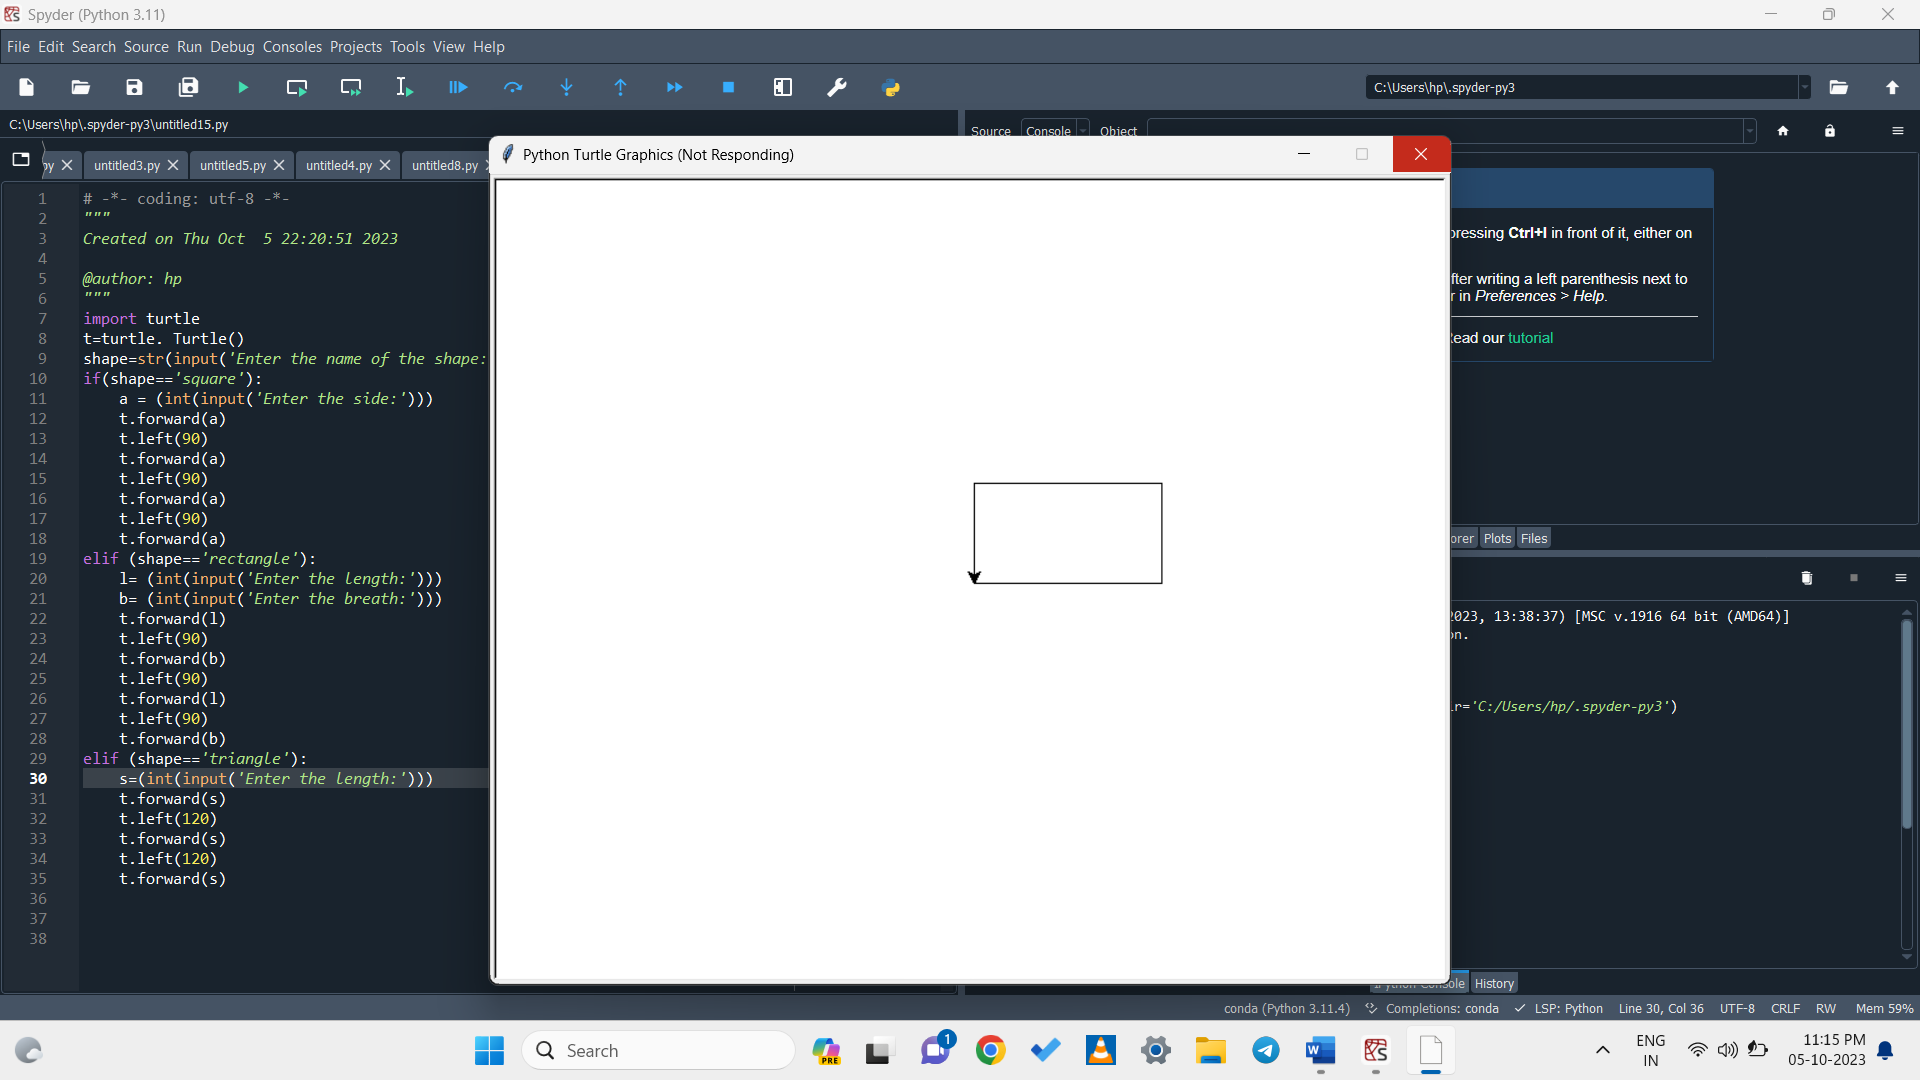 Spyder (Python 3.11)
File Edit Search Source Run Debug Consoles Projects Tools View Help
C:\Users\hp\.spyder-py3
C:\Users\hp\.spyder-py3\untitled15.py
Source Console Object
py untitled3.py untitled5.py untitled4.py untitled8.py
Python Turtle Graphics (Not Responding)
1 # -*- coding: utf-8 -*-
2 """
3 Created on Thu Oct  5 22:20:51 2023
4
5 @author: hp
6 """
7 import turtle
8 t=turtle. Turtle()
9 shape=str(input('Enter the name of the shape:
10 if(shape=='square'):
11 a = (int(input('Enter the side:')))
12 t.forward(a)
13 t.left(90)
14 t.forward(a)
15 t.left(90)
16 t.forward(a)
17 t.left(90)
18 t.forward(a)
19 elif (shape=='rectangle'):
20 l= (int(input('Enter the length:')))
21 b= (int(input('Enter the breath:')))
22 t.forward(l)
23 t.left(90)
24 t.forward(b)
25 t.left(90)
26 t.forward(l)
27 t.left(90)
28 t.forward(b)
29 elif (shape=='triangle'):
30 s=(int(input('Enter the length:')))
31 t.forward(s)
32 t.left(120)
33 t.forward(s)
34 t.left(120)
35 t.forward(s)
36
37
38
pressing Ctrl+I in front of it, either on
fter writing a left parenthesis next to
r in Preferences > Help.
Read our tutorial
orer Plots Files
2023, 13:38:37) [MSC v.1916 64 bit (AMD64)]
on.
ir='C:/Users/hp/.spyder-py3')
History
conda (Python 3.11.4) Completions: conda LSP: Python Line 30, Col 36 UTF-8 CRLF RW Mem 59%
Search
PRE
1
ENG
IN
11:15 PM
05-10-2023